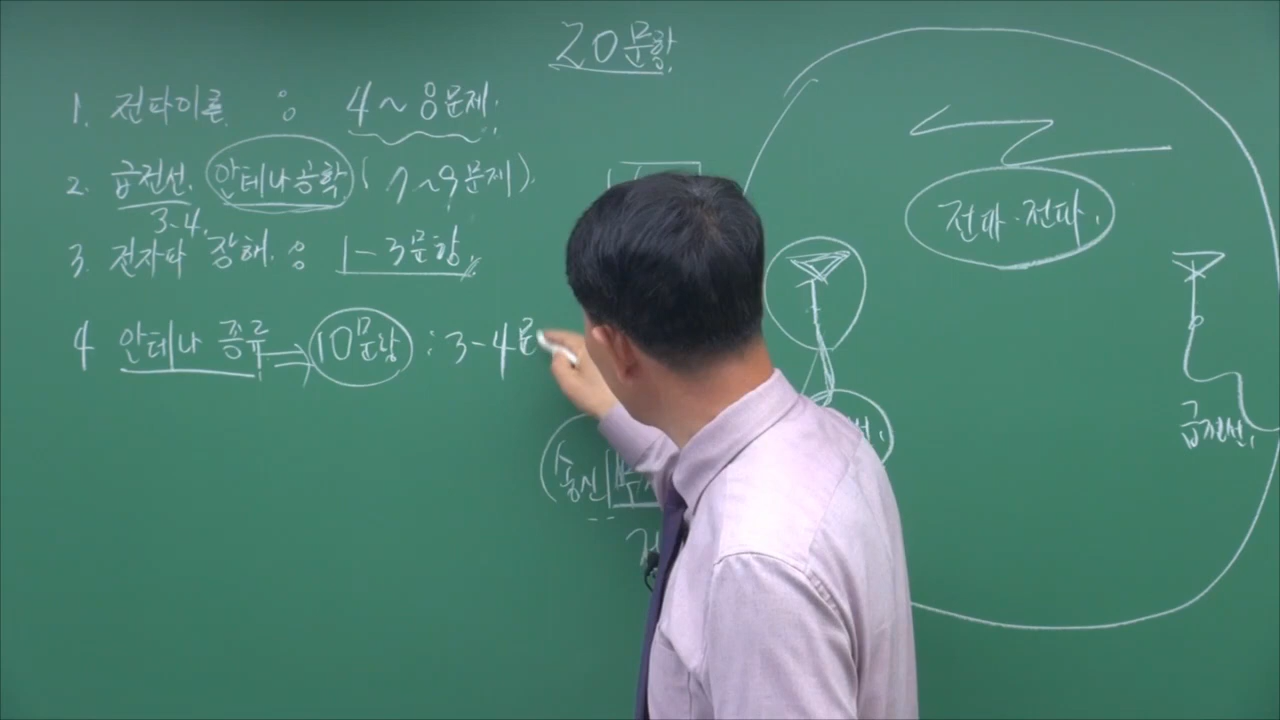 20문항
1. 전파이론 : 4~8문제.
2. 급전선. 안테나공학 (7~9문제).
3-4.
3. 전자파 장해 : 1-3문항.
4 안테나 종류 → 10문항 : 3-4문
전파·전파.
급전선.
송신